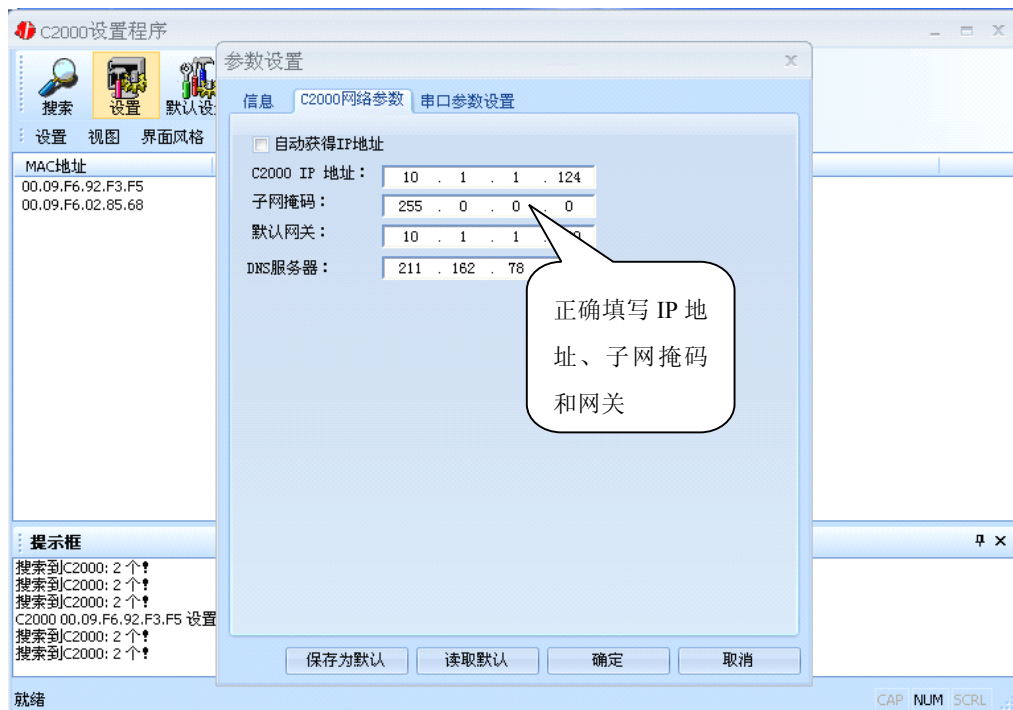 C2000设置程序
搜索
设置
默认设
设置 视图 界面风格
MAC地址
00.09.F6.92.F3.F5
00.09.F6.02.85.68
参数设置
信息 C2000网络参数 串口参数设置
自动获得IP地址
C2000 IP 地址: 10 . 1 . 1 . 124
子网掩码: 255 . 0 . 0 . 0
默认网关: 10 . 1 . 1 .
DNS服务器: 211 . 162 . 78
正确填写 IP 地
址、子网掩码
和网关
提示框
搜索到C2000: 2 个!
搜索到C2000: 2 个!
搜索到C2000: 2 个!
C2000 00.09.F6.92.F3.F5 设置
搜索到C2000: 2 个!
搜索到C2000: 2 个!
保存为默认 读取默认 确定 取消
就绪
CAP NUM SCRL